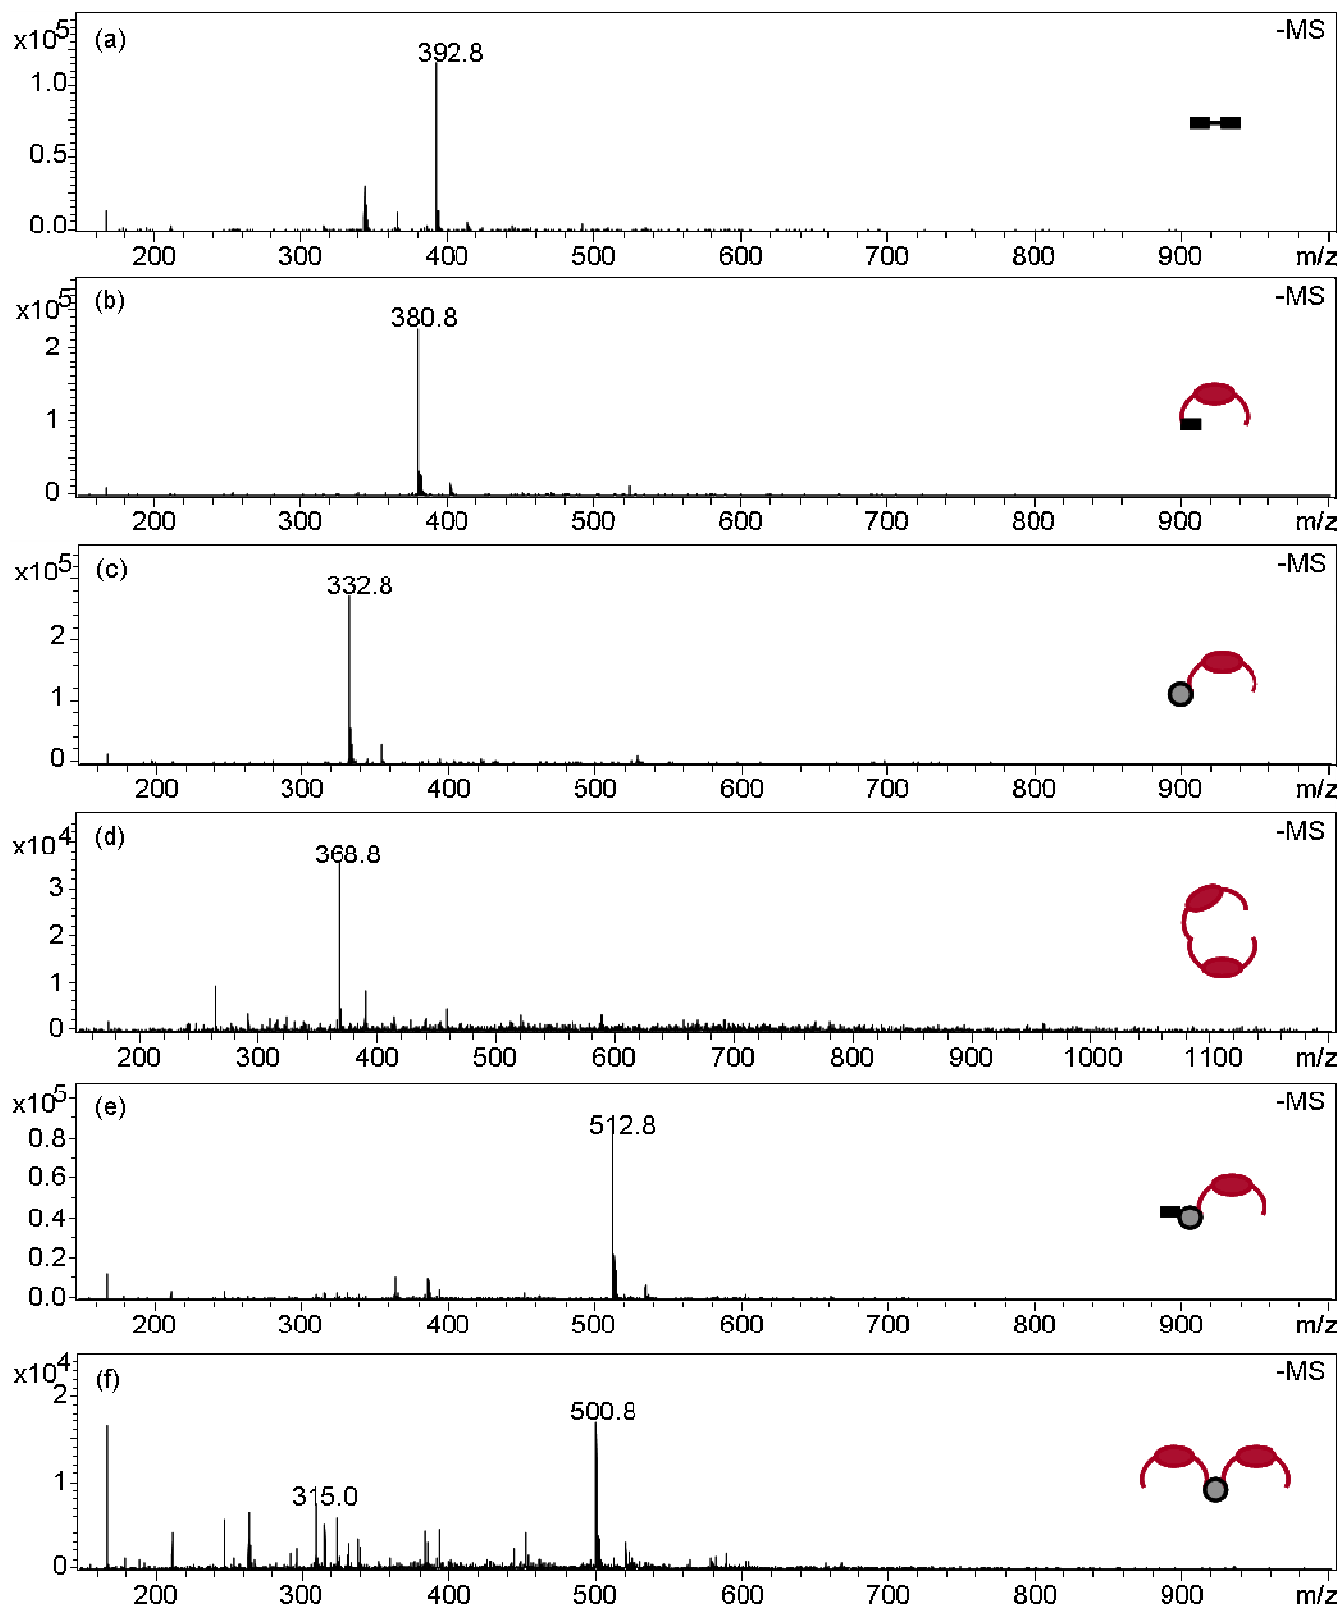 x10^5 (a) 392.8 -MS
1.0
0.5
0.0
200 300 400 500 600 700 800 900 m/z
x10^5 (b) 380.8 -MS
2
1
0
200 300 400 500 600 700 800 900 m/z
x10^5 (c) 332.8 -MS
2
1
0
200 300 400 500 600 700 800 900 m/z
x10^4 (d) 368.8 -MS
3
2
1
0
200 300 400 500 600 700 800 900 1000 1100 m/z
x10^5 (e) 512.8 -MS
0.8
0.6
0.4
0.2
0.0
200 300 400 500 600 700 800 900 m/z
x10^4 (f) -MS
2
500.8
1
315.0
0
200 300 400 500 600 700 800 900 m/z